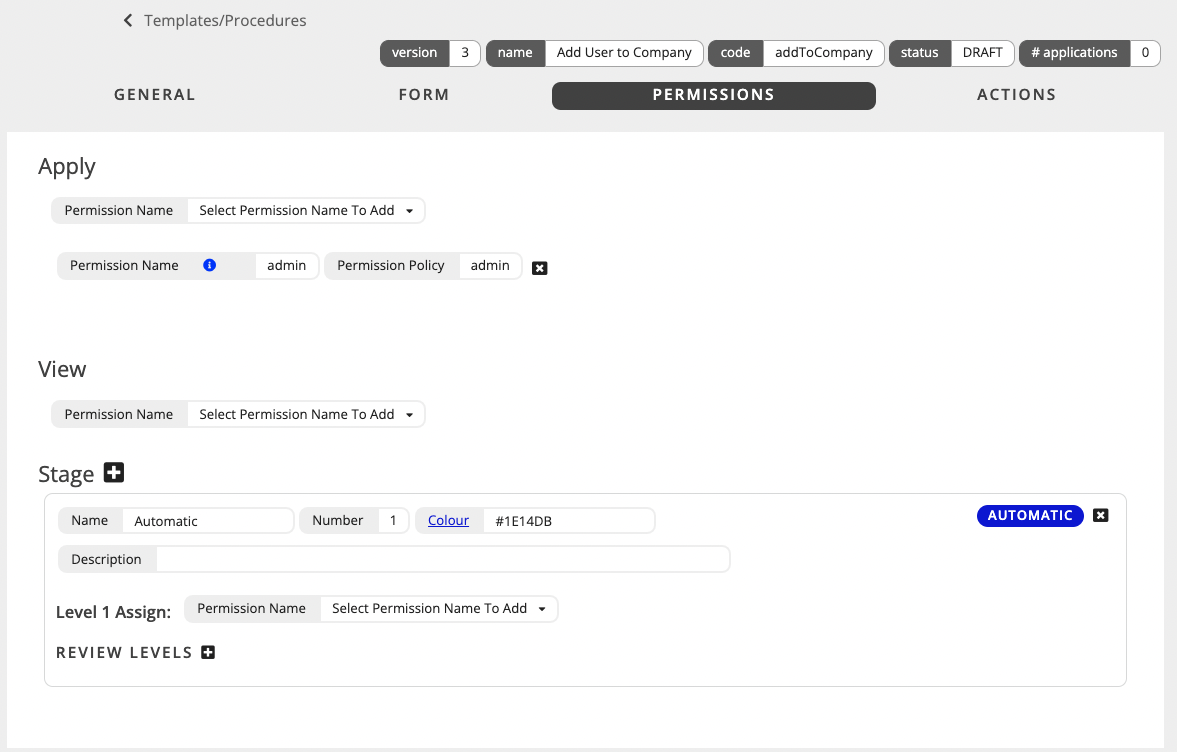 Templates/Procedures
version 3 name Add User to Company code addToCompany status DRAFT # applications 0
GENERAL FORM PERMISSIONS ACTIONS
Apply
Permission Name Select Permission Name To Add
Permission Name admin Permission Policy admin
View
Permission Name Select Permission Name To Add
Stage
Name Automatic Number 1 Colour #1E14DB AUTOMATIC
Description
Level 1 Assign: Permission Name Select Permission Name To Add
REVIEW LEVELS